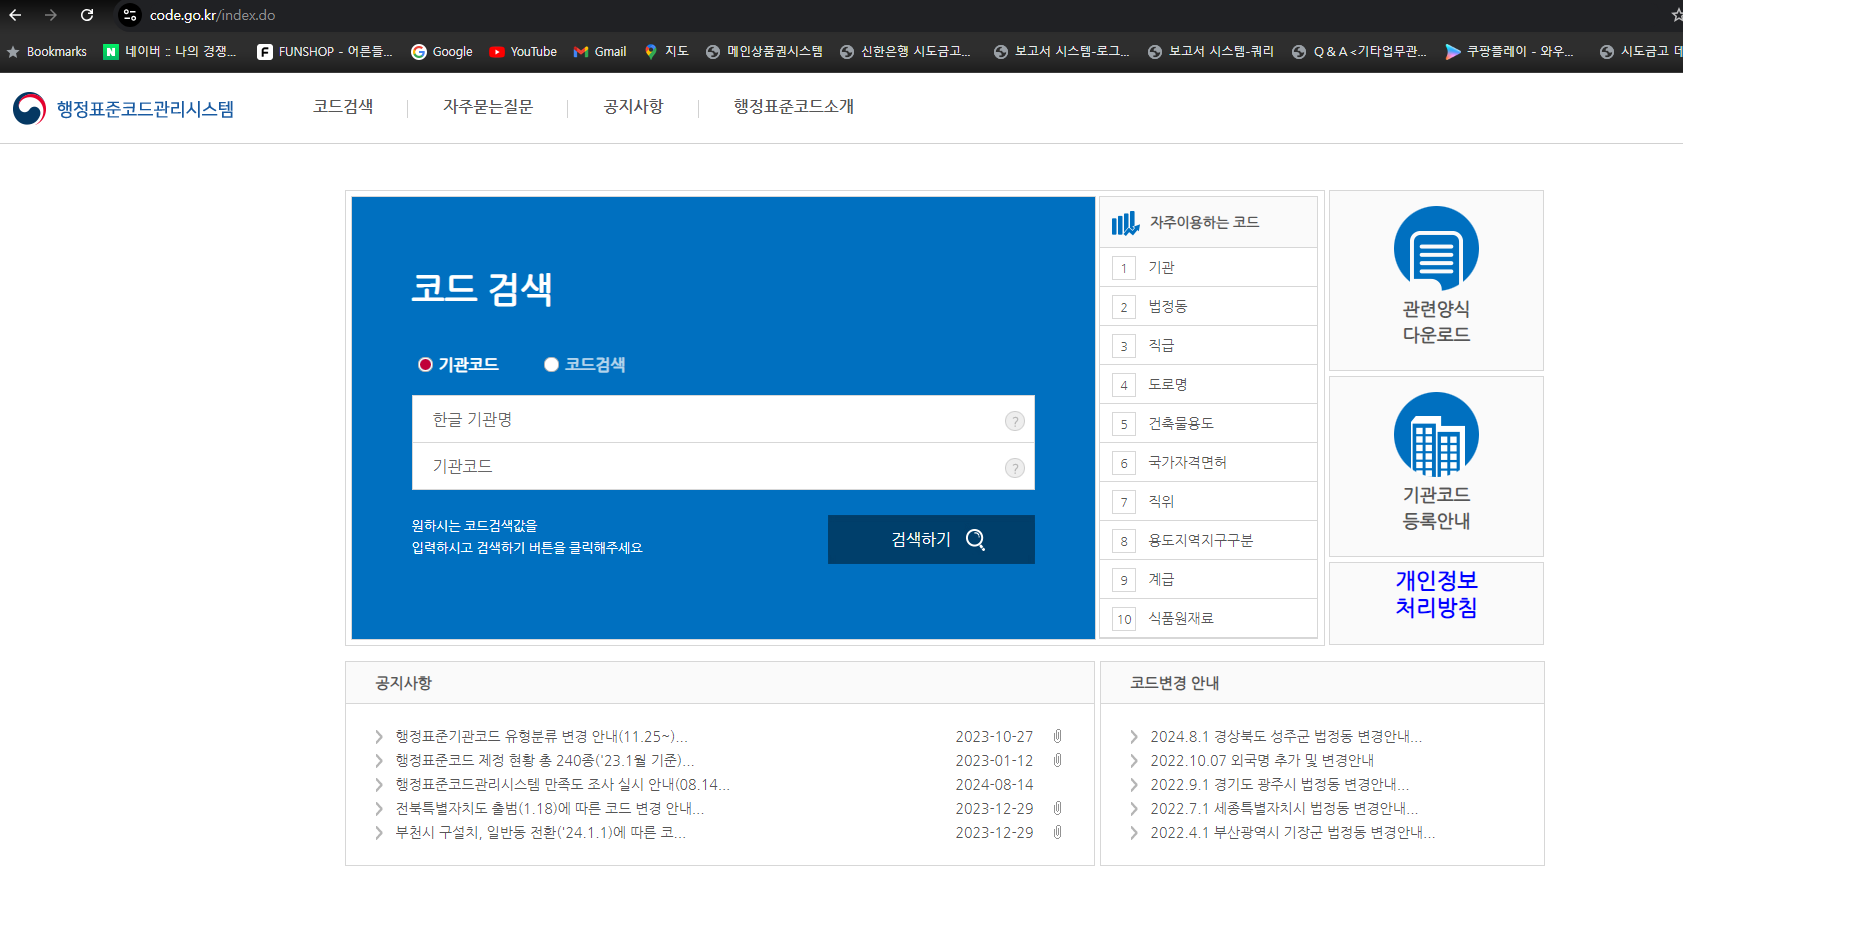 code.go.kr/index.do
Bookmarks
네이버 :: 나의 경쟁...
FUNSHOP - 어른들...
Google
YouTube
Gmail
지도
메인상품권시스템
신한은행 시도금고...
보고서 시스템-로그...
보고서 시스템-쿼리
Q & A <기타업무관...
쿠팡플레이 - 와우...
시도금고 데
행정표준코드관리시스템
코드검색
자주묻는질문
공지사항
행정표준코드소개
코드 검색
기관코드
코드검색
한글 기관명
?
기관코드
?
원하시는 코드검색값을
입력하시고 검색하기 버튼을 클릭해주세요
검색하기
자주이용하는 코드
1 기관
2 법정동
3 직급
4 도로명
5 건축물용도
6 국가자격면허
7 직위
8 용도지역지구구분
9 계급
10 식품원재료
관련양식
다운로드
기관코드
등록안내
개인정보
처리방침
공지사항
행정표준기관코드 유형분류 변경 안내(11.25~)... 2023-10-27
행정표준코드 제정 현황 총 240종('23.1월 기준)... 2023-01-12
행정표준코드관리시스템 만족도 조사 실시 안내(08.14... 2024-08-14
전북특별자치도 출범(1.18)에 따른 코드 변경 안내... 2023-12-29
부천시 구설치, 일반동 전환('24.1.1)에 따른 코... 2023-12-29
코드변경 안내
2024.8.1 경상북도 성주군 법정동 변경안내...
2022.10.07 외국명 추가 및 변경안내
2022.9.1 경기도 광주시 법정동 변경안내...
2022.7.1 세종특별자치시 법정동 변경안내...
2022.4.1 부산광역시 기장군 법정동 변경안내...